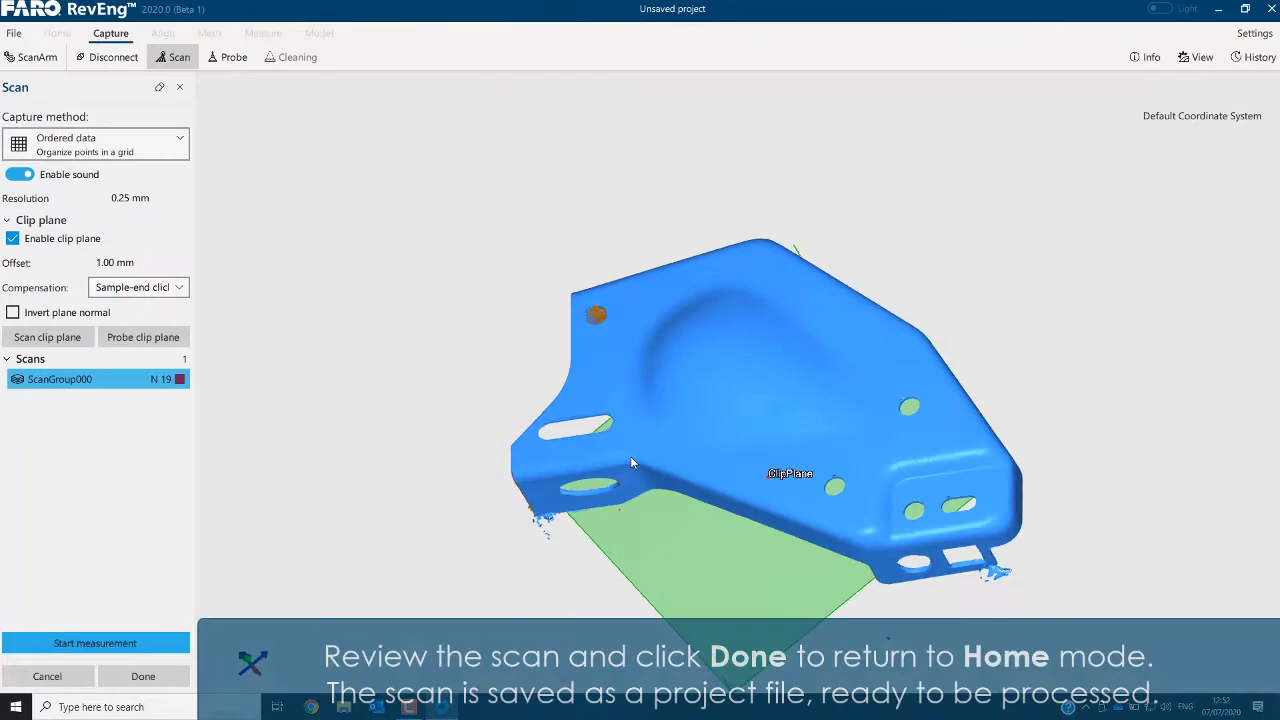 FARO RevEng™ 2020.0 (Beta 1)
Unsaved project
Light
File Home Capture Align Mesh Measure Model
Settings
ScanArm Disconnect Scan Probe Cleaning
Info View History
Scan
Default Coordinate System
Capture method:
Ordered data
Organize points in a grid
Enable sound
Resolution 0.25 mm
Clip plane
Enable clip plane
Offset: 1.00 mm
Compensation: Sample-end clicl
Invert plane normal
Scan clip plane Probe clip plane
Scans 1
ScanGroup000 N 19
ClipPlane
Start measurement
Cancel Done
Review the scan and click Done to return to Home mode.
The scan is saved as a project file, ready to be processed.
Type here to search
ENG
12:52
07/07/2020